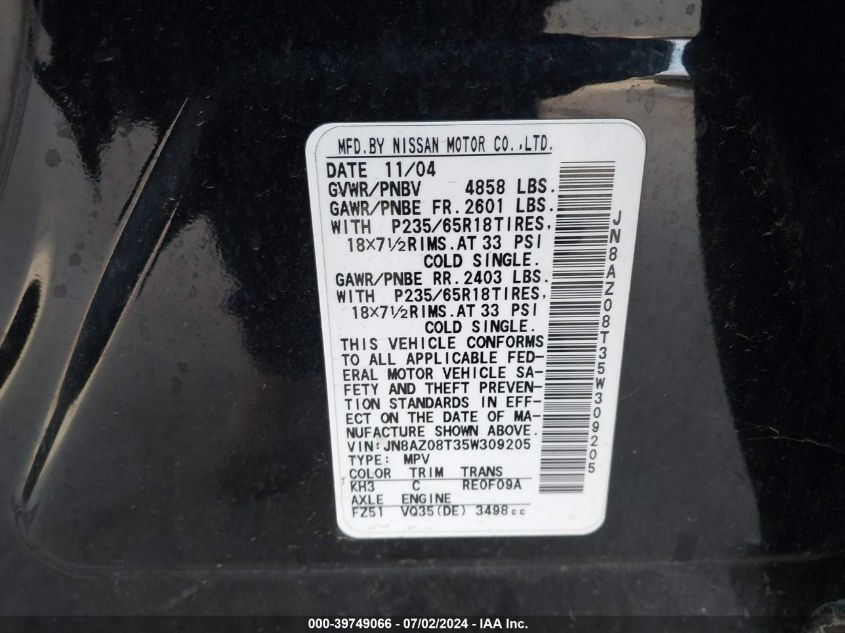 MFD.BY NISSAN MOTOR CO.,LTD.
DATE 11/04
GVWR/PNBV 4858 LBS.
GAWR/PNBE FR.2601 LBS.
WITH P235/65R18TIRES,
18×7½RIMS.AT 33 PSI
COLD SINGLE.
GAWR/PNBE RR.2403 LBS.
WITH P235/65R18TIRES,
18×7½RIMS.AT 33 PSI
COLD SINGLE.
THIS VEHICLE CONFORMS
TO ALL APPLICABLE FED-
ERAL MOTOR VEHICLE SA-
FETY AND THEFT PREVEN-
TION STANDARDS IN EFF-
ECT ON THE DATE OF MA-
NUFACTURE SHOWN ABOVE.
VIN:JN8AZ08T35W309205
TYPE: MPV
COLOR TRIM TRANS
KH3 C RE0F09A
AXLE ENGINE
FZ51 VQ35(DE) 3498cc
JN8AZ08T35W309205
000-39749066 - 07/02/2024 - IAA Inc.